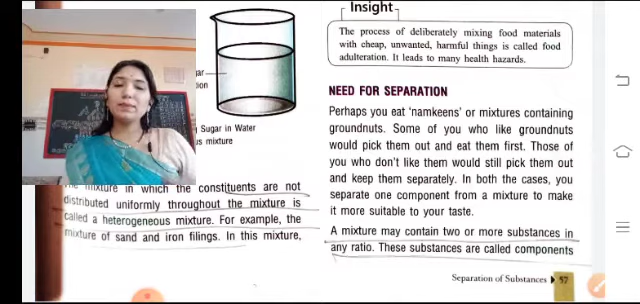 ar
ion
Sugar in Water
us mixture
mixture in which the constituents are not
distributed uniformly throughout the mixture is
called a heterogeneous mixture. For example, the
mixture of sand and iron filings. In this mixture,
Insight
The process of deliberately mixing food materials
with cheap, unwanted, harmful things is called food
adulteration. It leads to many health hazards.
NEED FOR SEPARATION
Perhaps you eat 'namkeens' or mixtures containing
groundnuts. Some of you who like groundnuts
would pick them out and eat them first. Those of
you who don't like them would still pick them out
and keep them separately. In both the cases, you
separate one component from a mixture to make
it more suitable to your taste.
A mixture may contain two or more substances in
any ratio. These substances are called components
Separation of Substances 57